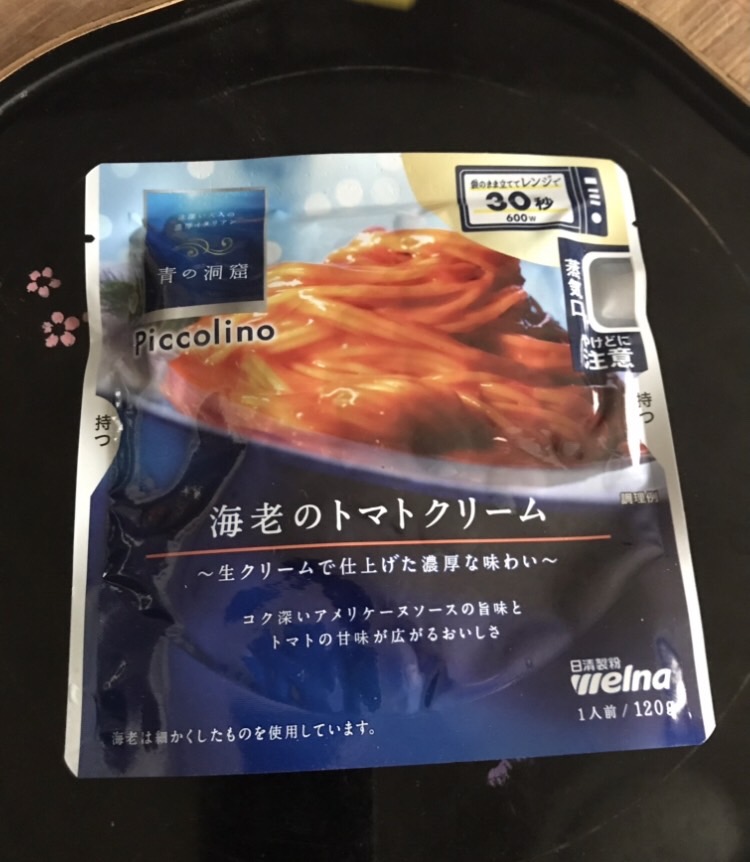 袋のまま立ててレンジで
30秒
600W
青の洞窟
Piccolino
蒸気口
やけどに
注意
持つ
持つ
調理例
海老のトマトクリーム
～生クリームで仕上げた濃厚な味わい～
コク深いアメリケーヌソースの旨味と
トマトの甘味が広がるおいしさ
日清製粉
welna
1人前 / 120g
海老は細かくしたものを使用しています。